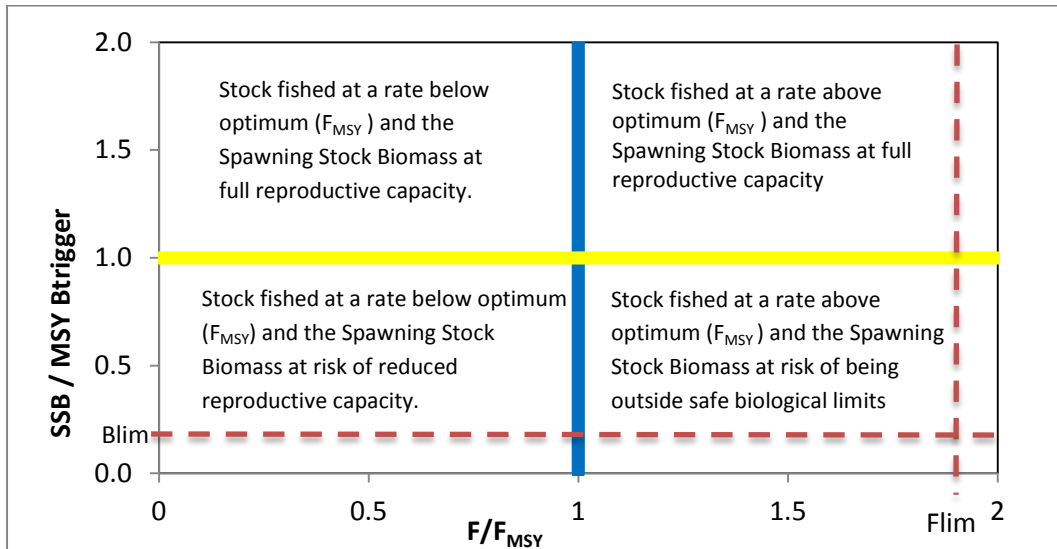 2.0
1.5
1.0
0.5
0.0
SSB / MSY Btrigger
Blim
Stock fished at a rate below
optimum (FMSY ) and the
Spawning Stock Biomass at
full reproductive capacity.
Stock fished at a rate above
optimum (FMSY ) and the
Spawning Stock Biomass at full
reproductive capacity
Stock fished at a rate below optimum
(FMSY) and the Spawning Stock
Biomass at risk of reduced
reproductive capacity.
Stock fished at a rate above
optimum (FMSY ) and the Spawning
Stock Biomass at risk of being
outside safe biological limits
0
0.5
1
1.5
2
F/FMSY
Flim